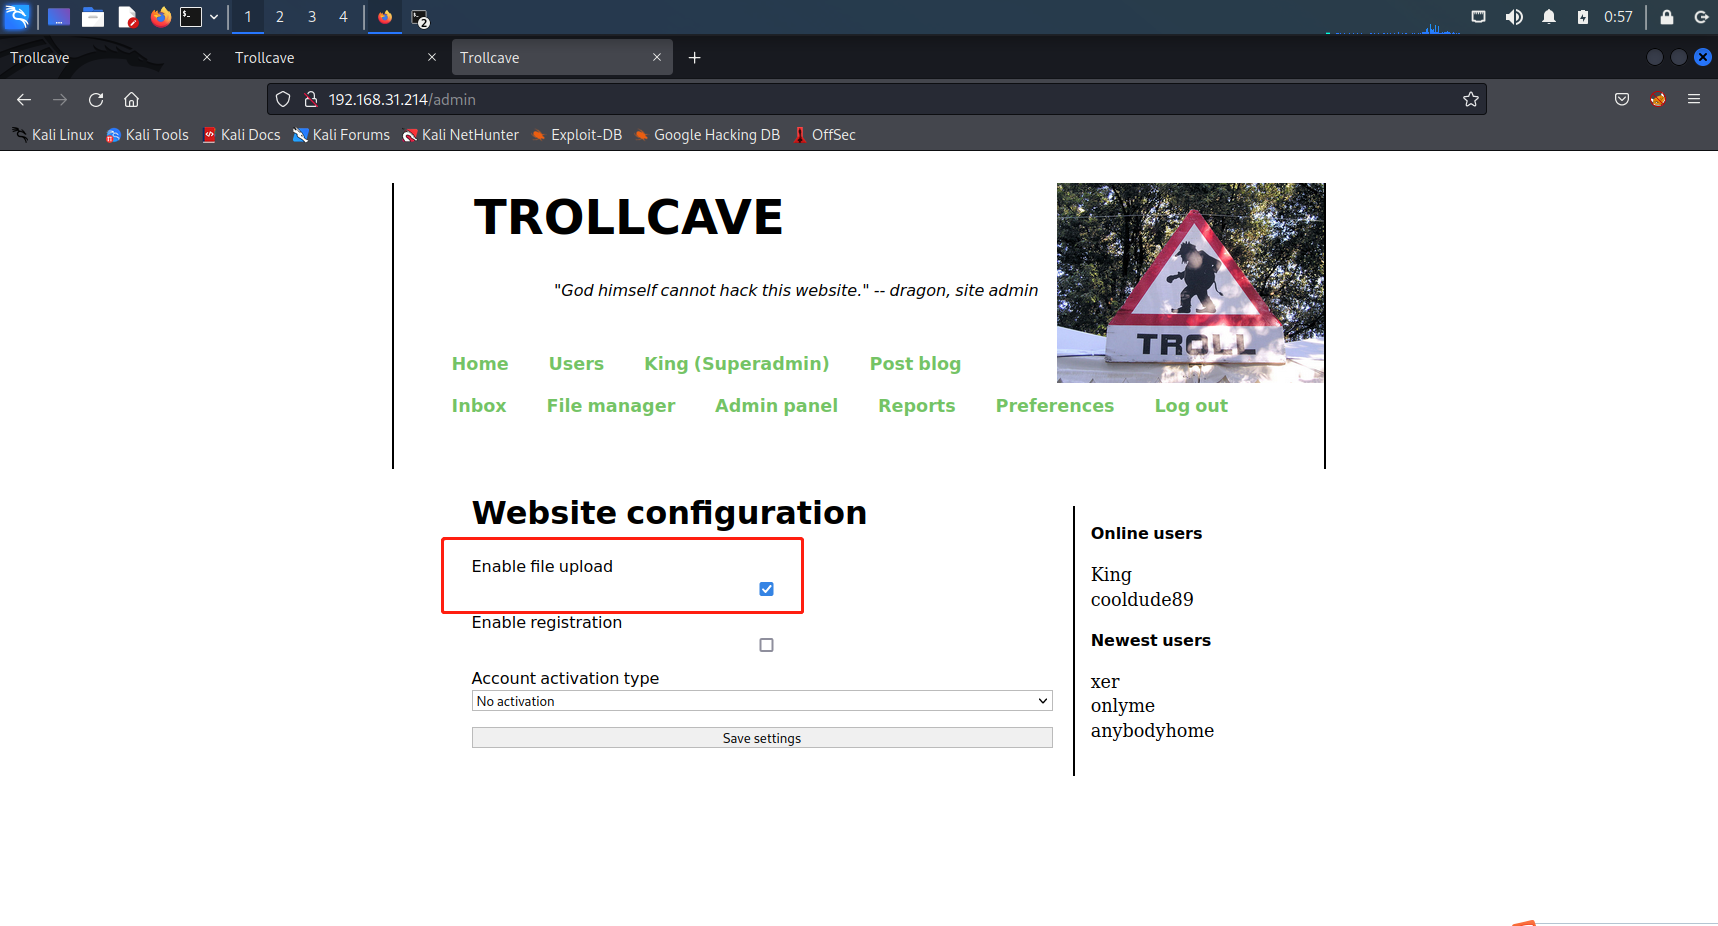 1 2 3 4 2 0:57
Trollcave Trollcave Trollcave
192.168.31.214/admin
Kali Linux Kali Tools Kali Docs Kali Forums Kali NetHunter Exploit-DB Google Hacking DB OffSec
TROLLCAVE
"God himself cannot hack this website." -- dragon, site admin
TROLL
Home Users King (Superadmin) Post blog
Inbox File manager Admin panel Reports Preferences Log out
Website configuration
Enable file upload
Enable registration
Account activation type
No activation
Save settings
Online users
King
cooldude89
Newest users
xer
onlyme
anybodyhome